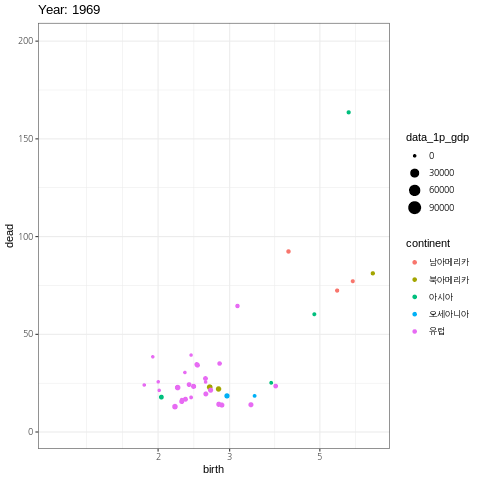 Year: 1969
200
150
100
50
0
dead
2
3
5
birth
data_1p_gdp
0
30000
60000
90000
continent
남아메리카
북아메리카
아시아
오세아니아
유럽